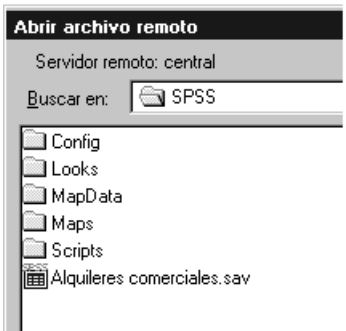 Abrir archivo remoto
Servidor remoto: central
Buscar en: SPSS
Config
Looks
MapData
Maps
Scripts
Alquileres comerciales.sav